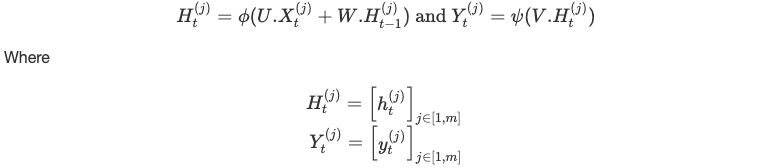 H_t^{(j)} = ϕ(U.X_t^{(j)} + W.H_{t−1}^{(j)}) and Y_t^{(j)} = ψ(V.H_t^{(j)})
Where
H_t^{(j)} = [h_t^{(j)}]_{j∈[1,m]}
Y_t^{(j)} = [y_t^{(j)}]_{j∈[1,m]}